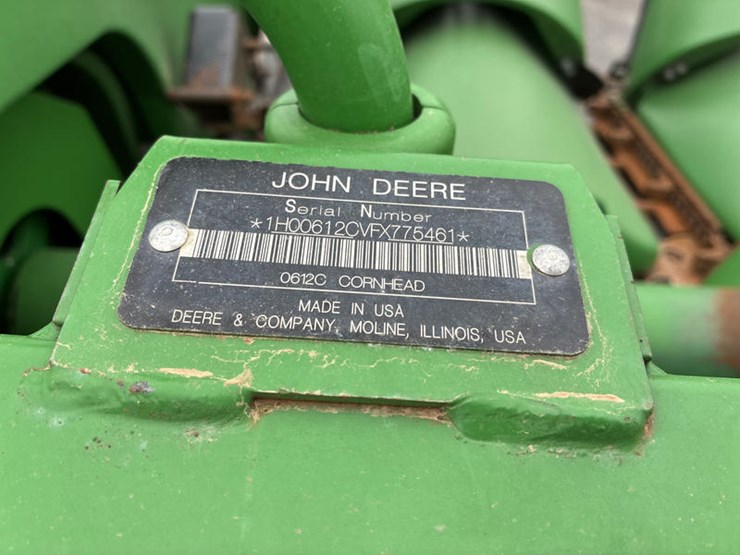 JOHN DEERE
Serial Number
*1H00612CVFX775461*
0612C CORNHEAD
MADE IN USA
DEERE & COMPANY, MOLINE, ILLINOIS, USA